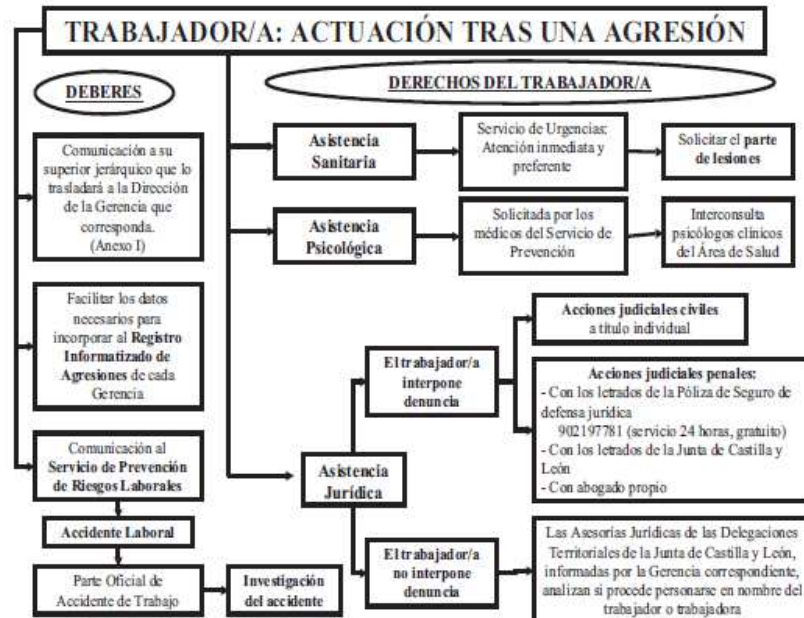 TRABAJADOR/A: ACTUACIÓN TRAS UNA AGRESIÓN
DEBERES
Comunicación a su
superior jerárquico que lo
trasladará a la Dirección
de la Gerencia que
corresponda.
(Anexo I)
Facilitar los datos
necesarios para
incorporar al Registro
Informatizado de
Agresiones de cada
Gerencia
Comunicación al
Servicio de Prevención
de Riesgos Laborales
Accidente Laboral
Parte Oficial de
Accidente de Trabajo
Investigación
del accidente
DERECHOS DEL TRABAJADOR/A
Asistencia
Sanitaria
Servicio de Urgencias:
Atención inmediata y
preferente
Solicitar el parte
de lesiones
Asistencia
Psicológica
Solicitada por los
médicos del Servicio de
Prevención
Interconsulta
psicólogos clínicos
del Área de Salud
Asistencia
Jurídica
El trabajador/a
interpone
denuncia
Acciones judiciales civiles
a título individual
Acciones judiciales penales:
- Con los letrados de la Póliza de Seguro de
defensa jurídica
902197781 (servicio 24 horas, gratuito)
- Con los letrados de la Junta de Castilla y
León
- Con abogado propio
El trabajador/a
no interpone
denuncia
Las Asesorías Jurídicas de las Delegaciones
Territoriales de la Junta de Castilla y León,
informadas por la Gerencia correspondiente,
analizan si procede personarse en nombre del
trabajador o trabajadora